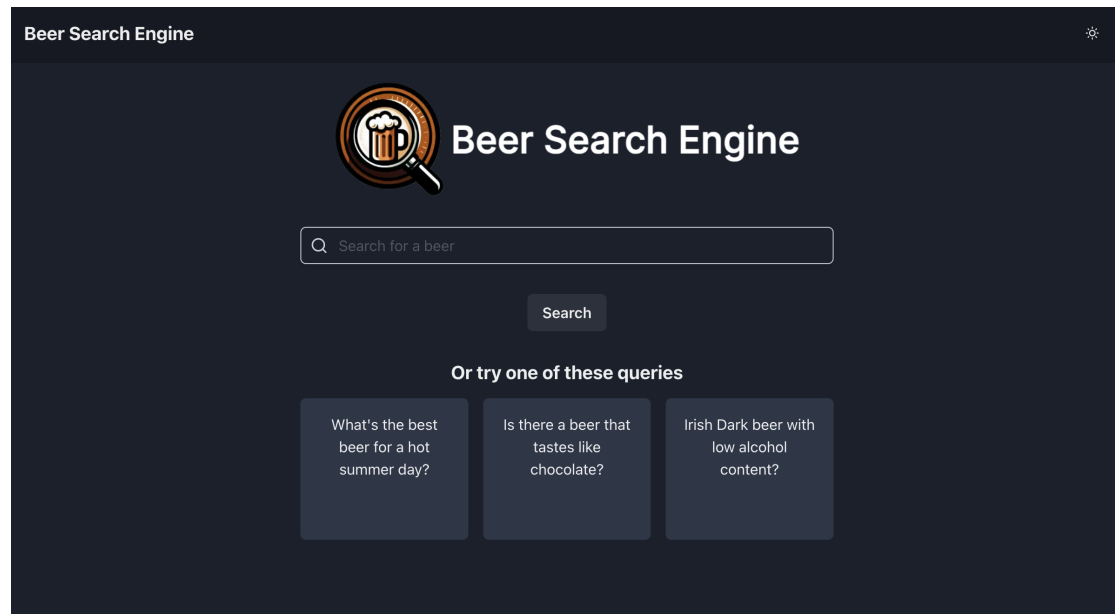 Beer Search Engine
Beer Search Engine
Search for a beer
Search
Or try one of these queries
What's the best
beer for a hot
summer day?
Is there a beer that
tastes like
chocolate?
Irish Dark beer with
low alcohol
content?